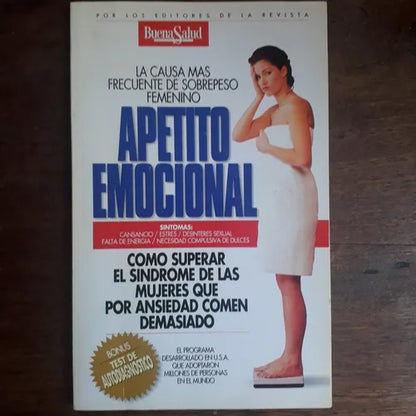 POR LOS EDITORES DE LA REVISTA
BuenaSalud
LA CAUSA MAS
FRECUENTE DE SOBREPESO
FEMENINO
APETITO
EMOCIONAL
SINTOMAS:
CANSANCIO / ESTRES / DESINTERES SEXUAL
FALTA DE ENERGIA / NECESIDAD COMPULSIVA DE DULCES
COMO SUPERAR
EL SINDROME DE LAS
MUJERES QUE
POR ANSIEDAD COMEN
DEMASIADO
BONUS
TEST DE
AUTODIAGNOSTICO
EL PROGRAMA
DESARROLLADO EN U.S.A.
QUE ADOPTARON
MILLONES DE PERSONAS
EN EL MUNDO